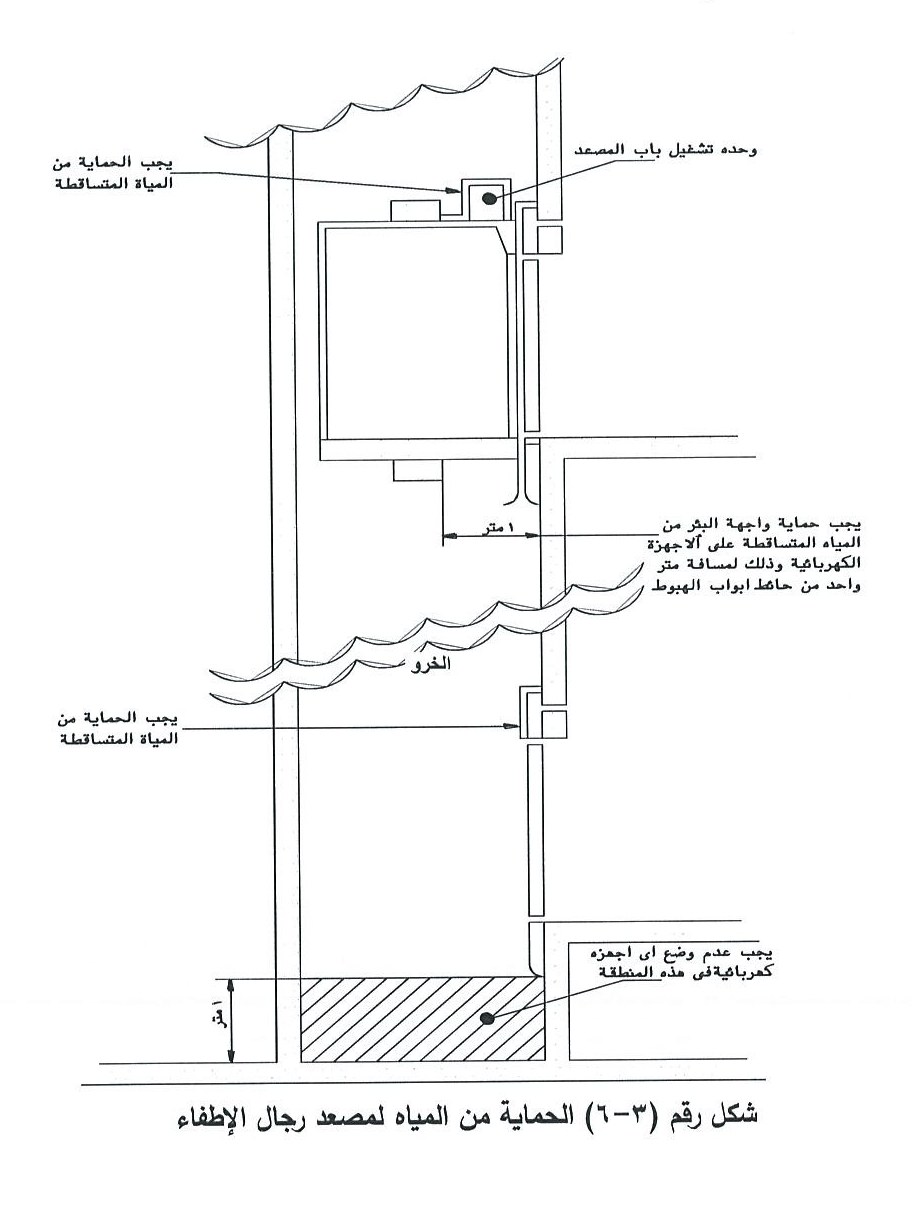 وحده تشغيل باب المصعد
يجب الحماية من
المياة المتساقطة
يجب حماية واجهة البئر من
المياه المتساقطة على الاجهزة
الكهربائية وذلك لمسافة متر
واحد من حائط ابواب الهبوط
١ متر
الخرو
يجب الحماية من
المياة المتساقطة
يجب عدم وضع اى اجهزه
كهربائية فى هذه المنطقة
١ متر
شكل رقم (٣-٦) الحماية من المياه لمصعد رجال الإطفاء